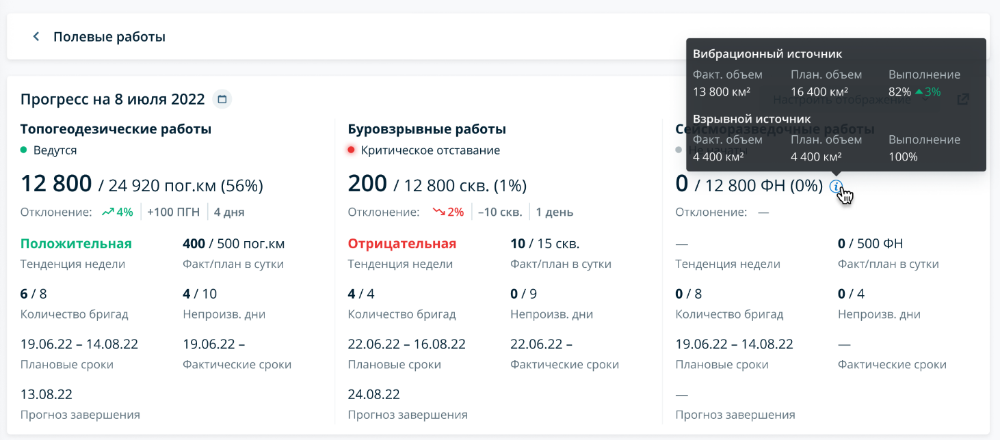 Полевые работы
Вибрационный источник
Факт. объем План. объем Выполнение
13 800 км² 16 400 км² 82% 3%
Настроить отображение
Взрывной источник
Факт. объем План. объем Выполнение
4 400 км² 4 400 км² 100%
Прогресс на 8 июля 2022
Топогеодезические работы
Ведутся
12 800 / 24 920 пог.км (56%)
Отклонение: 4% +100 ПГН 4 дня
Положительная 400 / 500 пог.км
Тенденция недели Факт/план в сутки
6 / 8 4 / 10
Количество бригад Непроизв. дни
19.06.22 – 14.08.22 19.06.22 –
Плановые сроки Фактические сроки
13.08.22
Прогноз завершения
Буровзрывные работы
Критическое отставание
200 / 12 800 скв. (1%)
Отклонение: 2% –10 скв. 1 день
Отрицательная 10 / 15 скв.
Тенденция недели Факт/план в сутки
4 / 4 0 / 9
Количество бригад Непроизв. дни
22.06.22 – 16.08.22 22.06.22 –
Плановые сроки Фактические сроки
24.08.22
Прогноз завершения
Сейсморазведочные работы
Не начаты
0 / 12 800 ФН (0%)
Отклонение: —
— 0 / 500 ФН
Тенденция недели Факт/план в сутки
0 / 8 0 / 4
Количество бригад Непроизв. дни
19.06.22 – 14.08.22 —
Плановые сроки Фактические сроки
—
Прогноз завершения